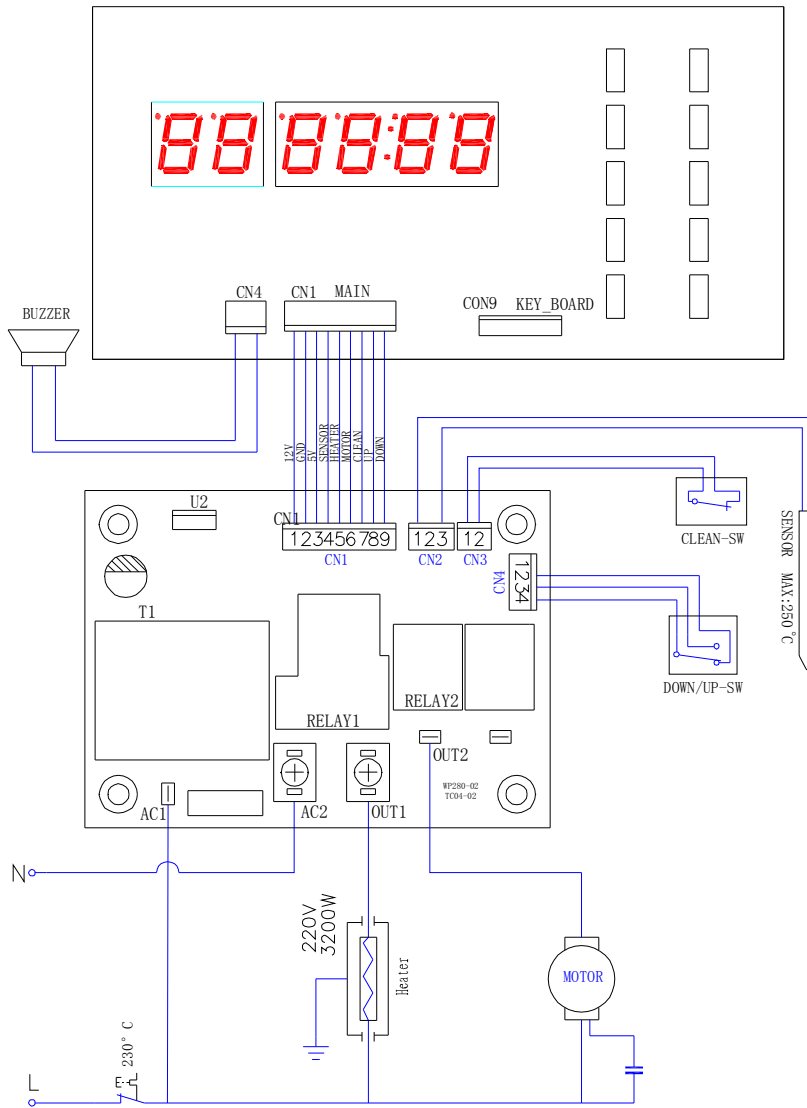 88 88:88
CN4
CN1 MAIN
CON9 KEY_BOARD
BUZZER
12V
GND
5V
SENSOR
HEATER
MOTOR
CLEAN
UP
DOWN
U2
CN1
123456789
CN1
123
CN2
12
CN3
CLEAN-SW
SENSOR MAX:250°C
CN4
1234
DOWN/UP-SW
T1
RELAY1
RELAY2
OUT2
WP280-02
TC04-02
AC1
AC2
OUT1
N
220V
3200W
Heater
MOTOR
230°C
L